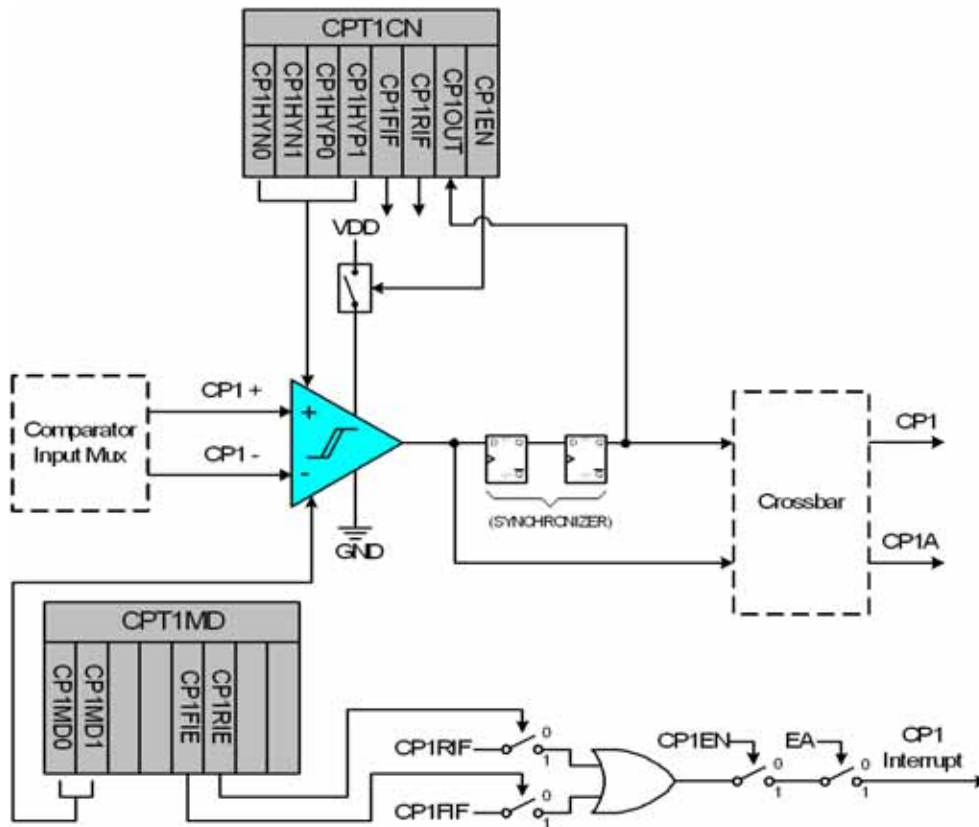 CPT1CN
CP1HYN0
CP1HYN1
CP1HYP0
CP1HYP1
CP1FIF
CP1RIF
CP1OUT
CP1EN
VDD
Comparator
Input Mux
CP1 +
CP1 -
+
-
GND
(SYNCHRONIZER)
Crossbar
CP1
CP1A
CPT1MD
CP1MD0
CP1MD1
CP1FIE
CP1RIE
CP1RIF
0
1
CP1FIF
0
1
CP1EN
0
1
EA
0
1
CP1
Interrupt